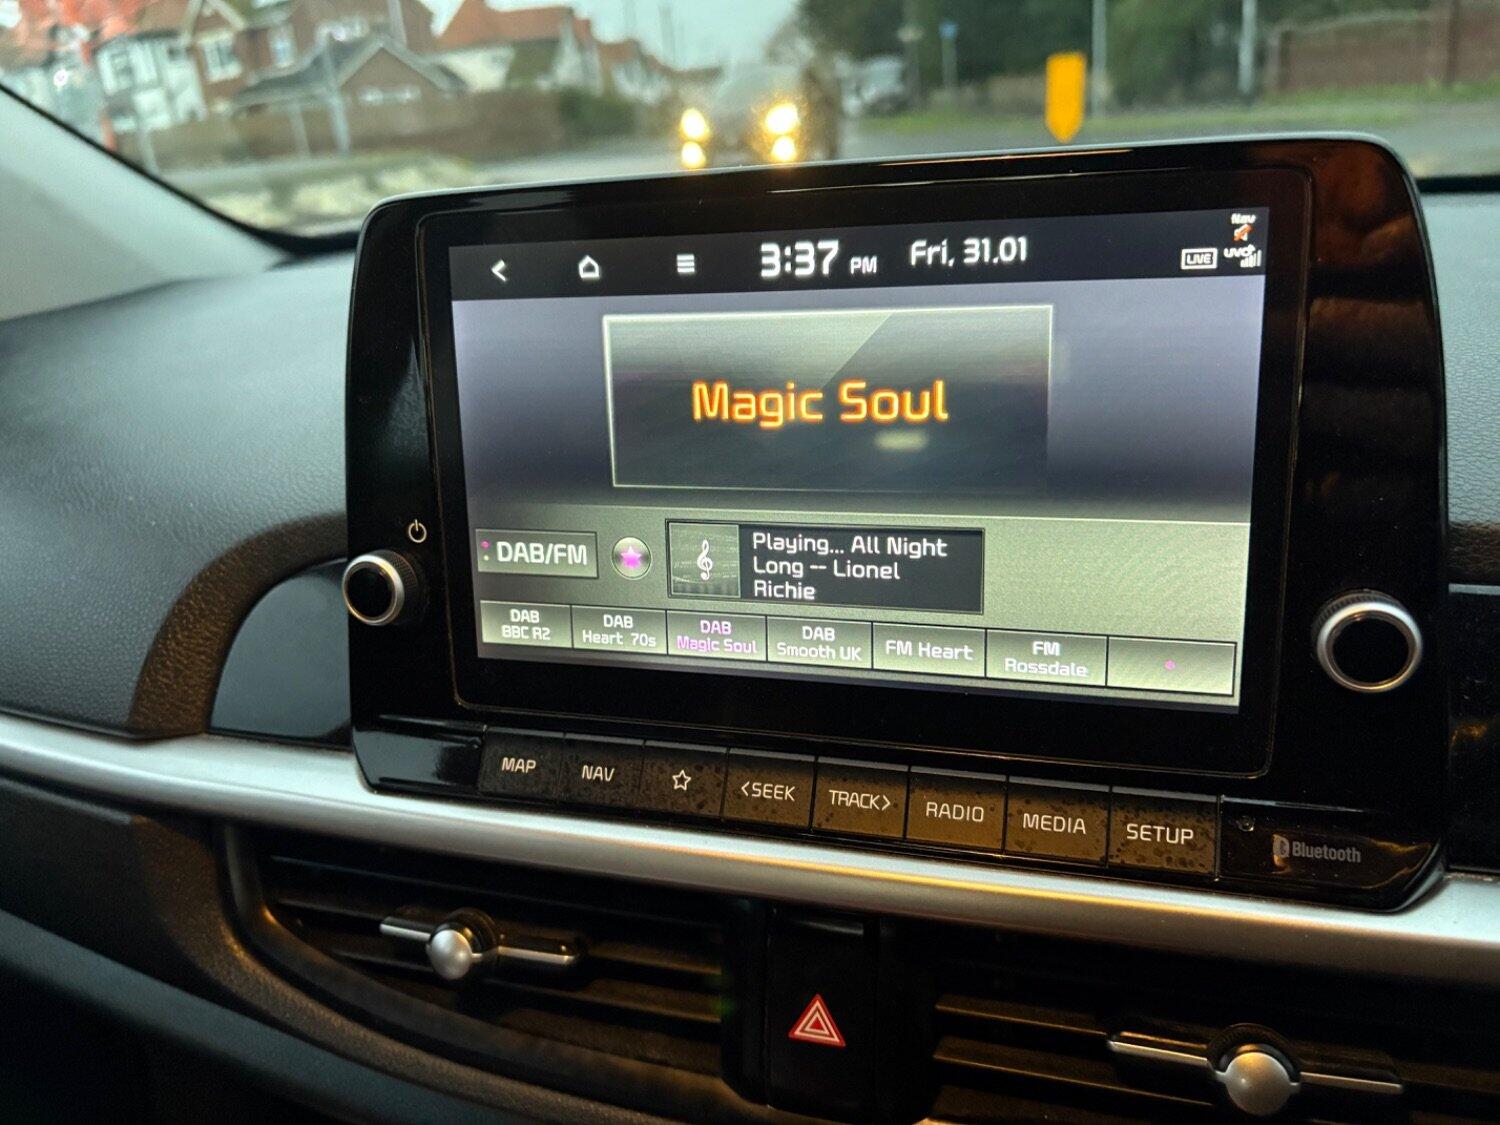 3:37 PM Fri, 31.01
Nav
LIVE UVO
Magic Soul
DAB/FM
Playing... All Night
Long -- Lionel
Richie
DAB
BBC R2
DAB
Heart 70s
DAB
Magic Soul
DAB
Smooth UK
FM Heart
FM
Rossdale
MAP
NAV
<SEEK
TRACK>
RADIO
MEDIA
SETUP
Bluetooth